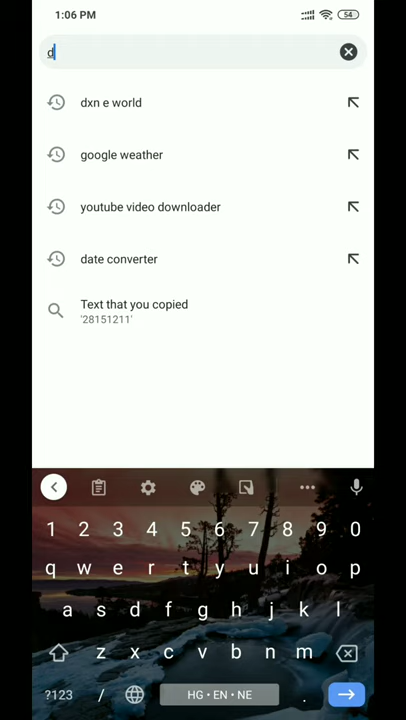 1:06 PM 54
d
dxn e world
google weather
youtube video downloader
date converter
Text that you copied
'28151211'
1 2 3 4 5 6 7 8 9 0
q w e r t y u i o p
a s d f g h j k l
z x c v b n m
?123 / HG • EN • NE .